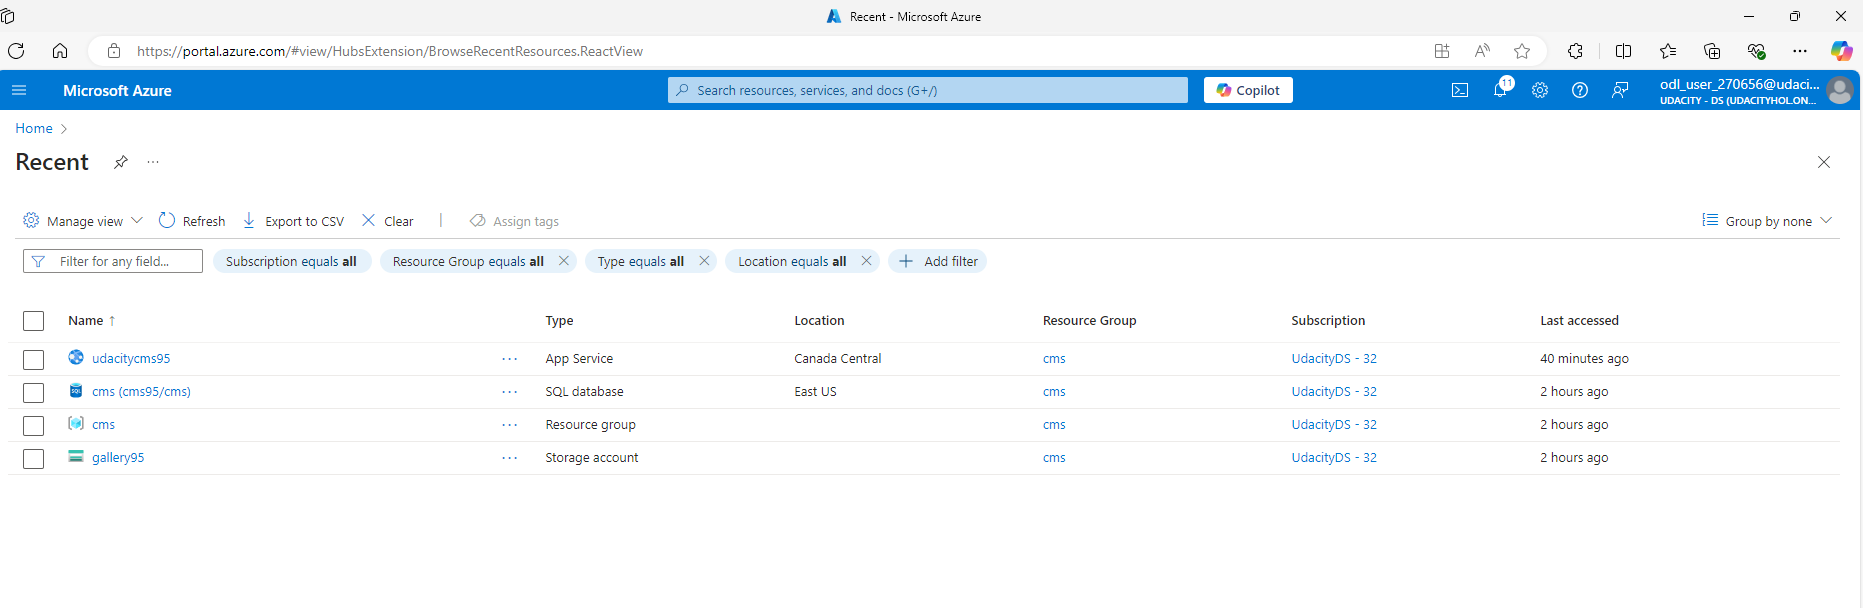 Recent - Microsoft Azure
https://portal.azure.com/#view/HubsExtension/BrowseRecentResources.ReactView
Microsoft Azure
Search resources, services, and docs (G+/)
Copilot
11
odl_user_270656@udaci...
UDACITY - DS (UDACITYHOL.ON...
Home
Recent
Manage view
Refresh
Export to CSV
Clear
Assign tags
Group by none
Filter for any field...
Subscription equals all
Resource Group equals all
Type equals all
Location equals all
Add filter
Name ↑ Type Location Resource Group Subscription Last accessed
udacitycms95 ... App Service Canada Central cms UdacityDS - 32 40 minutes ago
SQL cms (cms95/cms) ... SQL database East US cms UdacityDS - 32 2 hours ago
cms ... Resource group cms UdacityDS - 32 2 hours ago
gallery95 ... Storage account cms UdacityDS - 32 2 hours ago